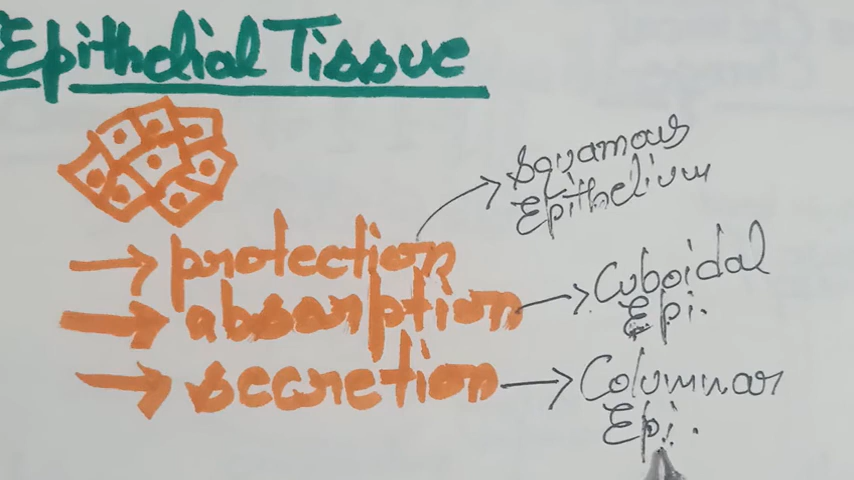 Epithelial Tissue
Squamous
Epithelium
protection
Cuboidal
Epi.
absorption
Columnar
Epi.
secretion